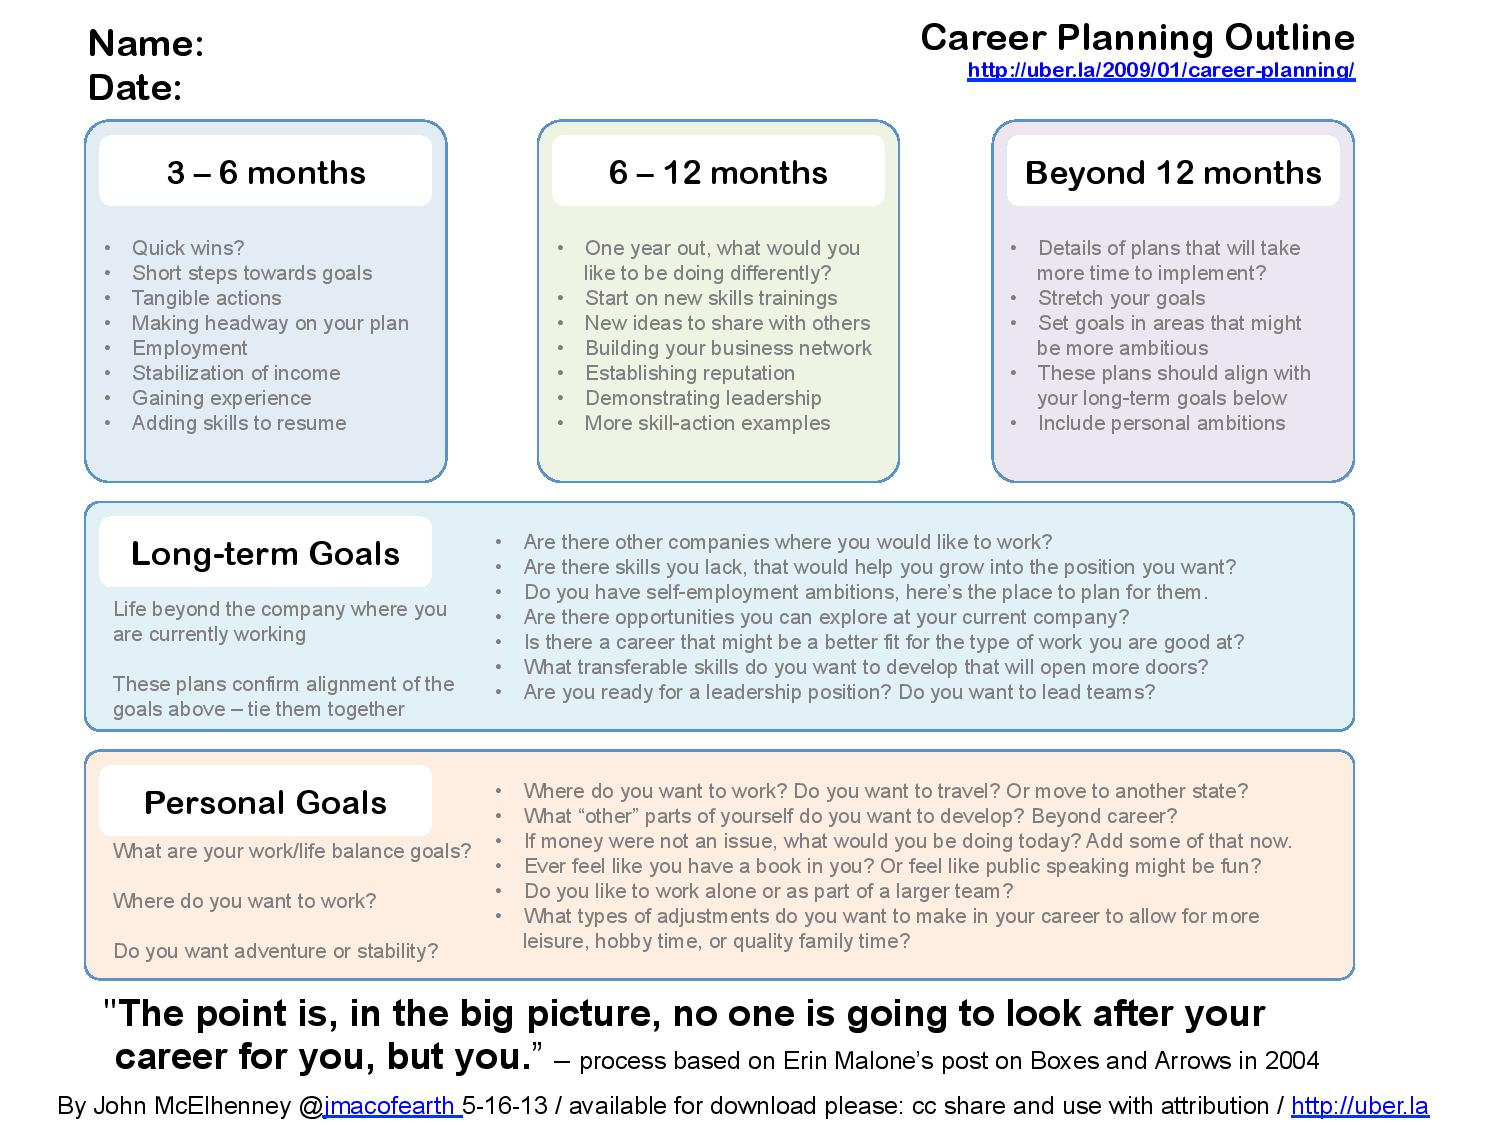 Name:
Date:
Career Planning Outline
http://uber.la/2009/01/career-planning/
3 – 6 months
• Quick wins?
• Short steps towards goals
• Tangible actions
• Making headway on your plan
• Employment
• Stabilization of income
• Gaining experience
• Adding skills to resume
6 – 12 months
• One year out, what would you
like to be doing differently?
• Start on new skills trainings
• New ideas to share with others
• Building your business network
• Establishing reputation
• Demonstrating leadership
• More skill-action examples
Beyond 12 months
• Details of plans that will take
more time to implement?
• Stretch your goals
• Set goals in areas that might
be more ambitious
• These plans should align with
your long-term goals below
• Include personal ambitions
Long-term Goals
Life beyond the company where you
are currently working
These plans confirm alignment of the
goals above – tie them together
• Are there other companies where you would like to work?
• Are there skills you lack, that would help you grow into the position you want?
• Do you have self-employment ambitions, here's the place to plan for them.
• Are there opportunities you can explore at your current company?
• Is there a career that might be a better fit for the type of work you are good at?
• What transferable skills do you want to develop that will open more doors?
• Are you ready for a leadership position? Do you want to lead teams?
Personal Goals
What are your work/life balance goals?
Where do you want to work?
Do you want adventure or stability?
• Where do you want to work? Do you want to travel? Or move to another state?
• What “other” parts of yourself do you want to develop? Beyond career?
• If money were not an issue, what would you be doing today? Add some of that now.
• Ever feel like you have a book in you? Or feel like public speaking might be fun?
• Do you like to work alone or as part of a larger team?
• What types of adjustments do you want to make in your career to allow for more
leisure, hobby time, or quality family time?
"The point is, in the big picture, no one is going to look after your
career for you, but you.” – process based on Erin Malone’s post on Boxes and Arrows in 2004
By John McElhenney @jmacofearth 5-16-13 / available for download please: cc share and use with attribution / http://uber.la